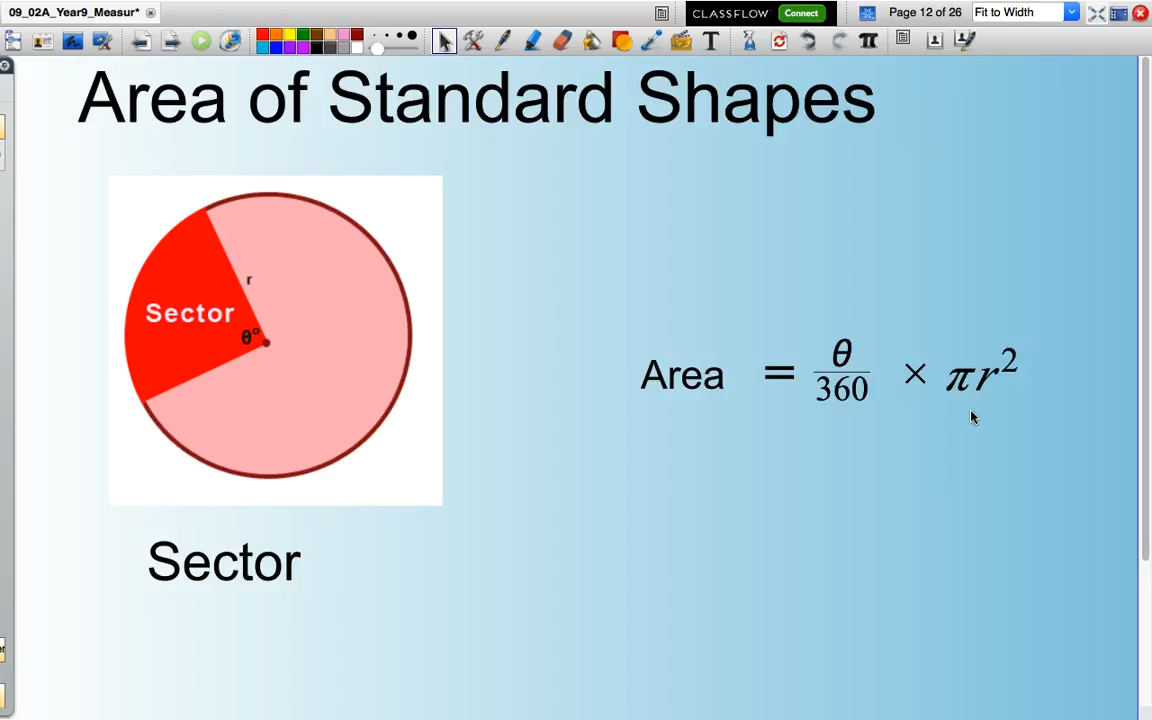 09_02A_Year9_Measur*
CLASSFLOW Connect
Page 12 of 26
Fit to Width
Area of Standard Shapes
r
Sector
θ°
Area = θ/360 × πr²
Sector